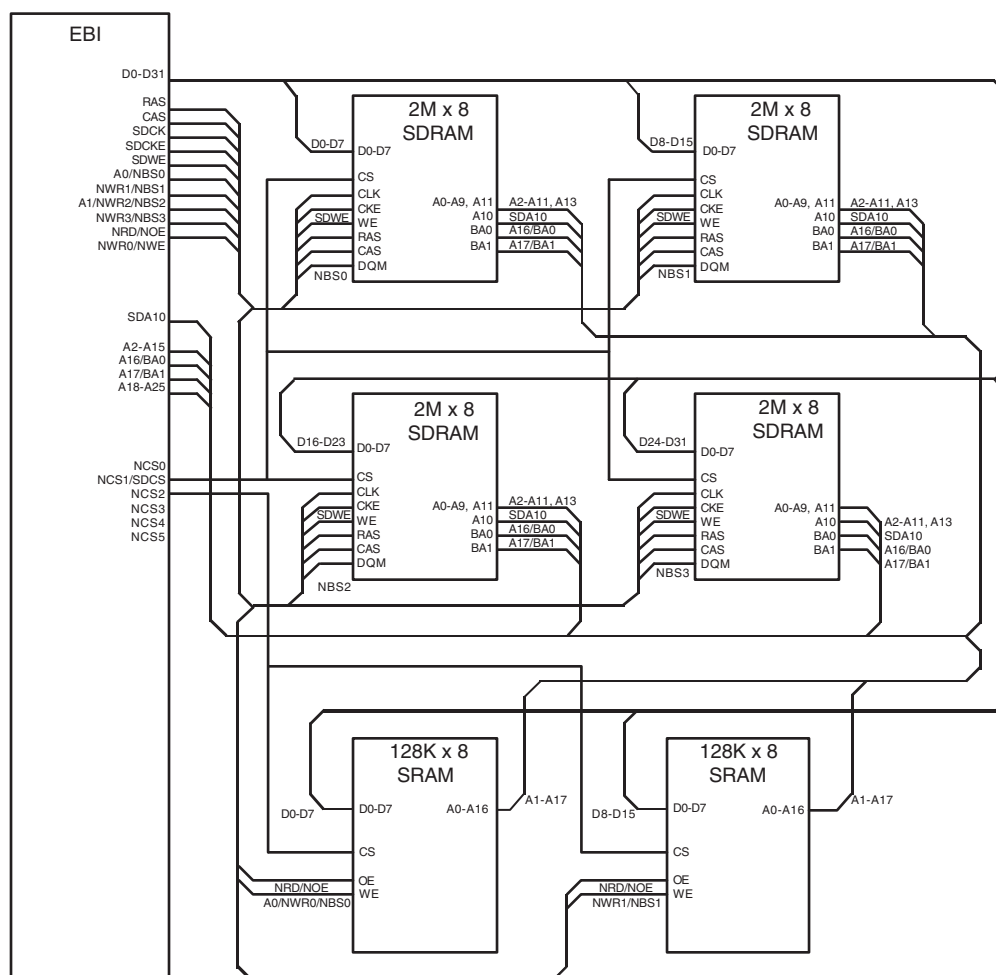 EBI
D0-D31
RAS
CAS
SDCK
SDCKE
SDWE
A0/NBS0
NWR1/NBS1
A1/NWR2/NBS2
NWR3/NBS3
NRD/NOE
NWR0/NWE
SDA10
A2-A15
A16/BA0
A17/BA1
A18-A25
NCS0
NCS1/SDCS
NCS2
NCS3
NCS4
NCS5
2M x 8
SDRAM
D0-D7
D0-D7
CS
CLK
CKE
SDWE
WE
RAS
CAS
DQM
NBS0
A0-A9, A11
A10
BA0
BA1
A2-A11, A13
SDA10
A16/BA0
A17/BA1
2M x 8
SDRAM
D8-D15
D0-D7
CS
CLK
CKE
SDWE
WE
RAS
CAS
DQM
NBS1
A0-A9, A11
A10
BA0
BA1
A2-A11, A13
SDA10
A16/BA0
A17/BA1
2M x 8
SDRAM
D16-D23
D0-D7
CS
CLK
CKE
SDWE
WE
RAS
CAS
DQM
NBS2
A0-A9, A11
A10
BA0
BA1
A2-A11, A13
SDA10
A16/BA0
A17/BA1
2M x 8
SDRAM
D24-D31
D0-D7
CS
CLK
CKE
SDWE
WE
RAS
CAS
DQM
NBS3
A0-A9, A11
A10
BA0
BA1
A2-A11, A13
SDA10
A16/BA0
A17/BA1
128K x 8
SRAM
D0-D7
D0-D7
A0-A16
A1-A17
CS
OE
NRD/NOE
WE
A0/NWR0/NBS0
128K x 8
SRAM
D8-D15
D0-D7
A0-A16
A1-A17
CS
OE
NRD/NOE
WE
NWR1/NBS1